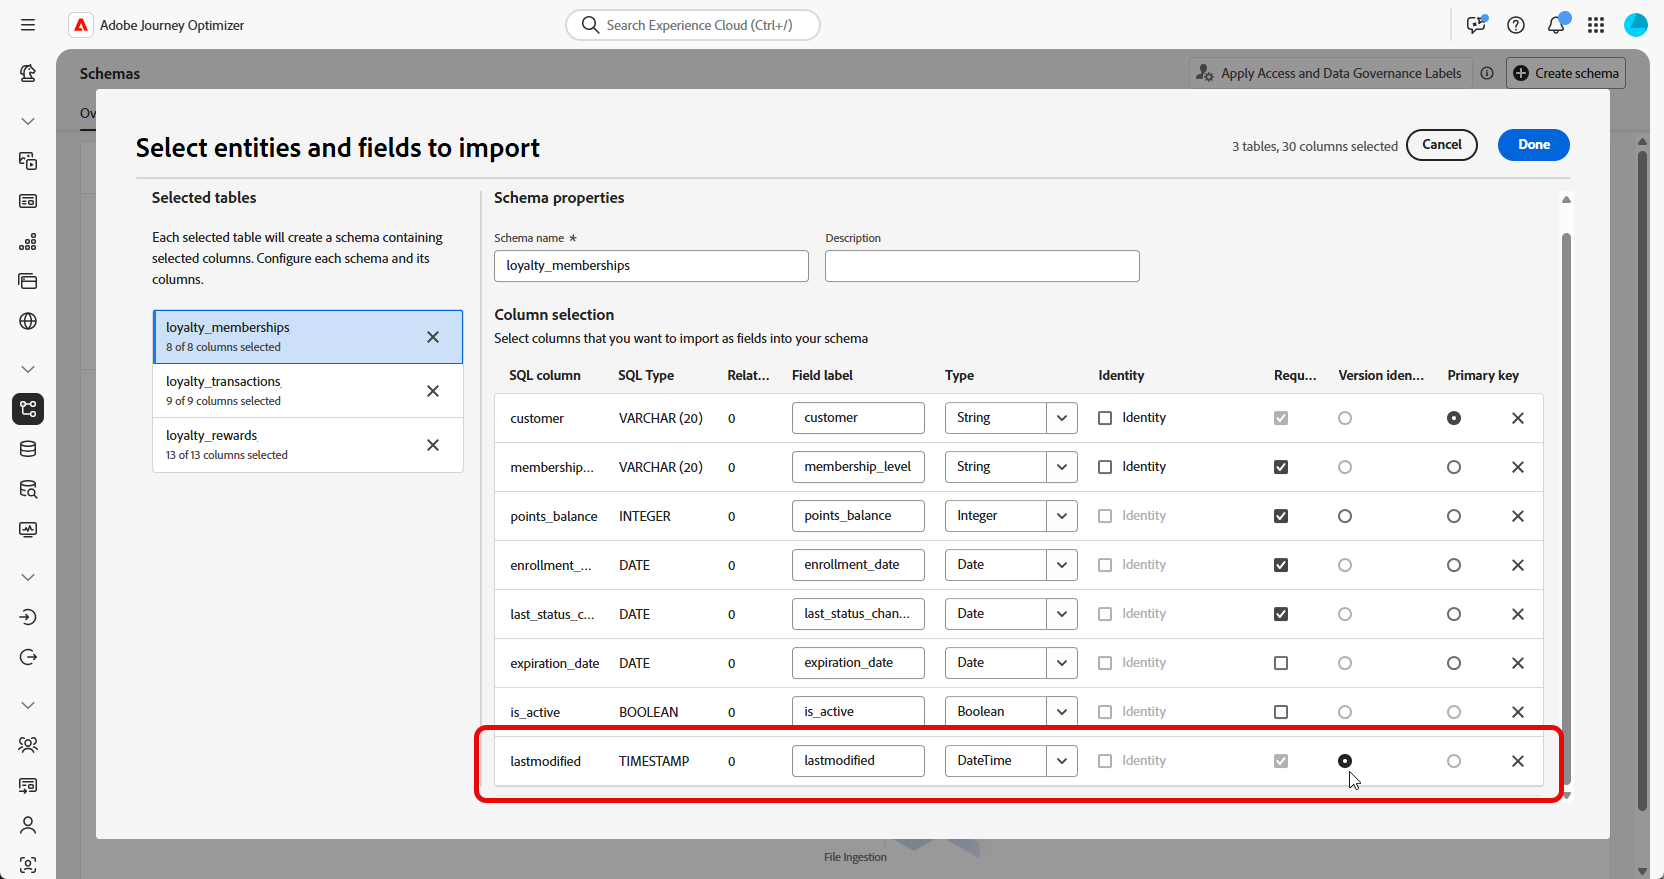 Adobe Journey Optimizer
Search Experience Cloud (Ctrl+/)
Schemas
Apply Access and Data Governance Labels
Create schema
Ov
Select entities and fields to import
3 tables, 30 columns selected
Cancel
Done
Selected tables
Each selected table will create a schema containing
selected columns. Configure each schema and its
columns.
loyalty_memberships
8 of 8 columns selected
loyalty_transactions
9 of 9 columns selected
loyalty_rewards
13 of 13 columns selected
Schema properties
Schema name *
Description
loyalty_memberships
Column selection
Select columns that you want to import as fields into your schema
SQL column SQL Type Relat... Field label Type Identity Requ... Version iden... Primary key
customer VARCHAR (20) 0 customer String Identity
membership... VARCHAR (20) 0 membership_level String Identity
points_balance INTEGER 0 points_balance Integer Identity
enrollment_... DATE 0 enrollment_date Date Identity
last_status_c... DATE 0 last_status_chan... Date Identity
expiration_date DATE 0 expiration_date Date Identity
is_active BOOLEAN 0 is_active Boolean Identity
lastmodified TIMESTAMP 0 lastmodified DateTime Identity
File Ingestion